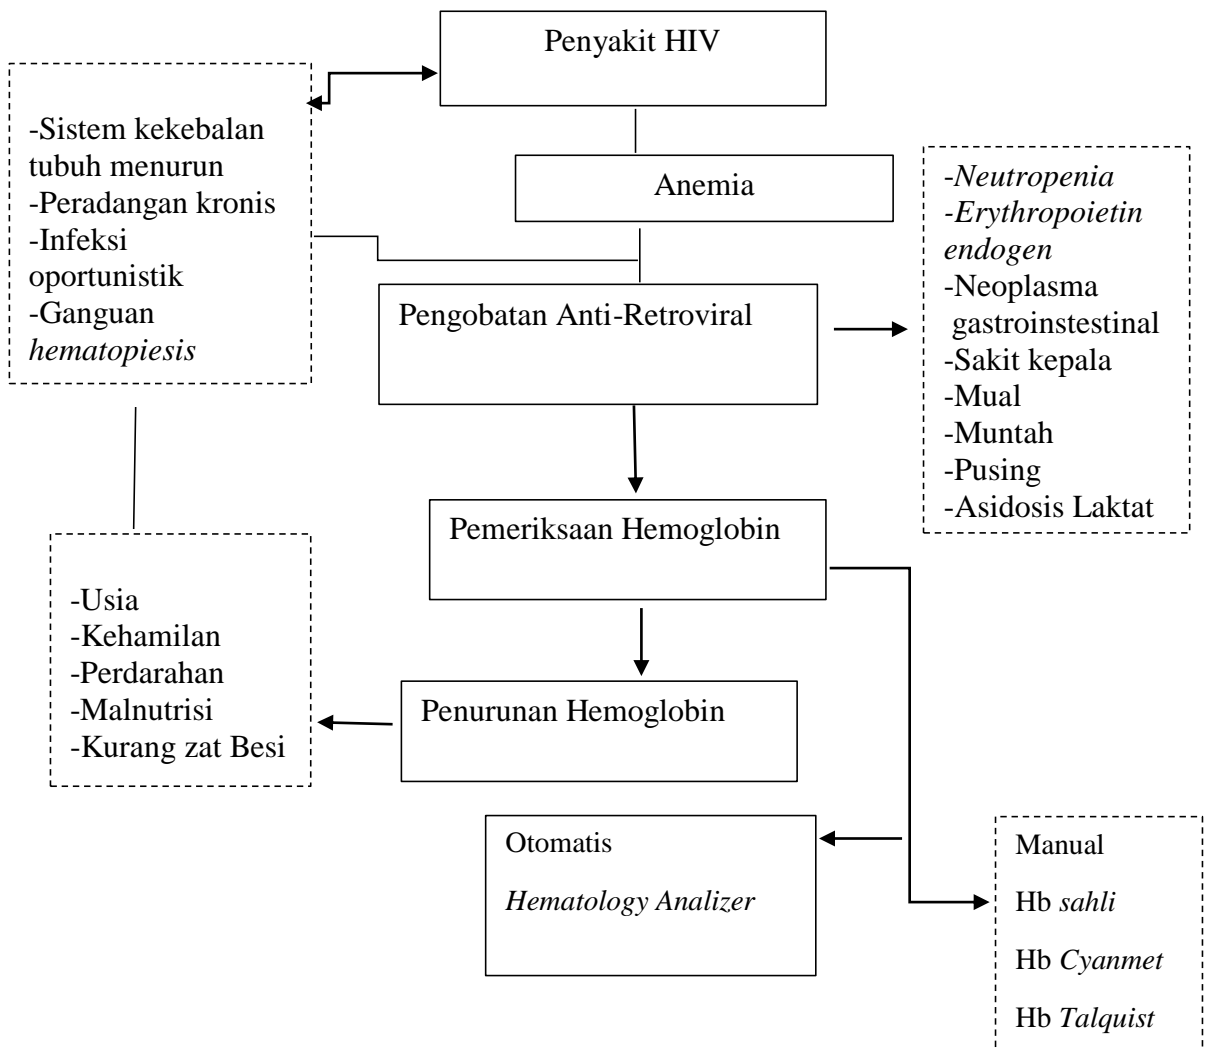 Penyakit HIV
-Sistem kekebalan
tubuh menurun
-Peradangan kronis
-Infeksi
oportunistik
-Ganguan
hematopiesis
Anemia
-Neutropenia
-Erythropoietin
endogen
-Neoplasma
gastroinstestinal
-Sakit kepala
-Mual
-Muntah
-Pusing
-Asidosis Laktat
Pengobatan Anti-Retroviral
Pemeriksaan Hemoglobin
-Usia
-Kehamilan
-Perdarahan
-Malnutrisi
-Kurang zat Besi
Penurunan Hemoglobin
Otomatis
Hematology Analizer
Manual
Hb sahli
Hb Cyanmet
Hb Talquist